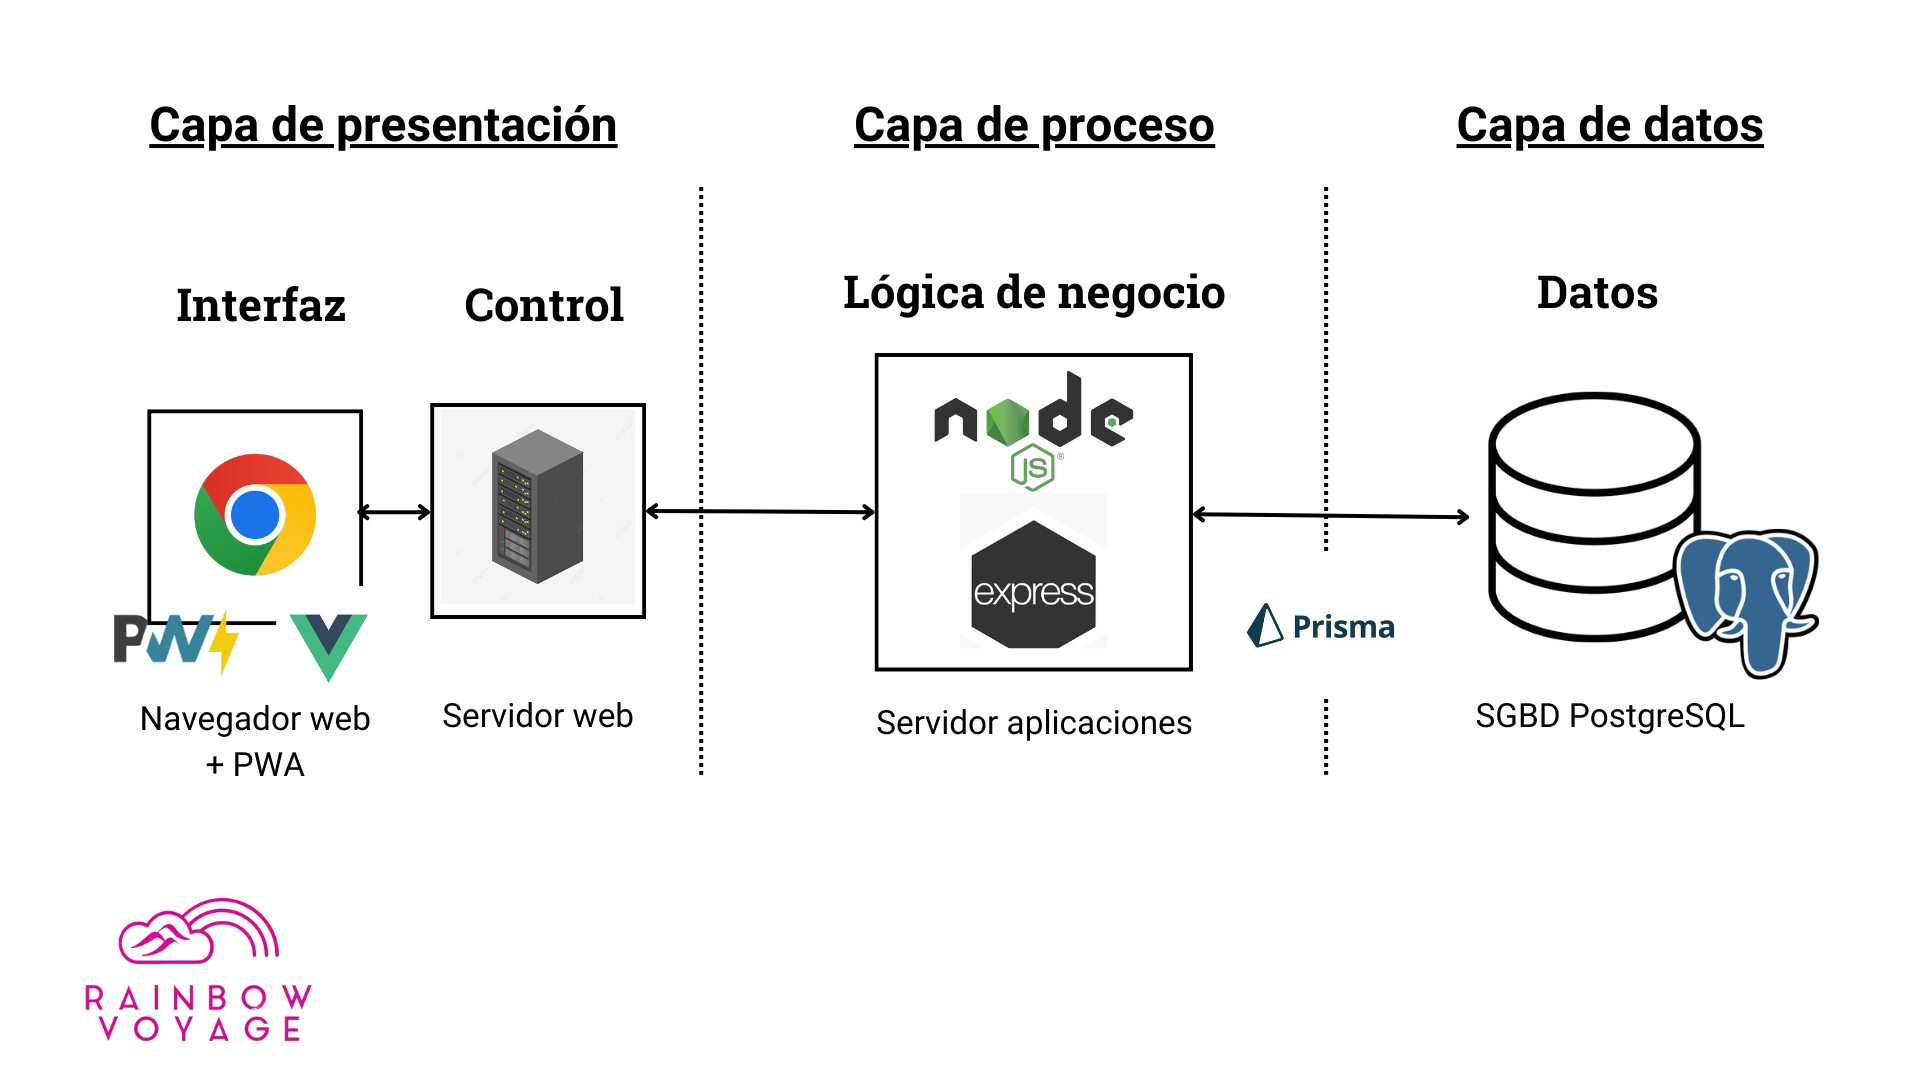 Capa de presentación
Capa de proceso
Capa de datos
Interfaz
Control
Lógica de negocio
Datos
node
JS®
express
PWA
Prisma
Navegador web
+ PWA
Servidor web
Servidor aplicaciones
SGBD PostgreSQL
RAINBOW
VOYAGE